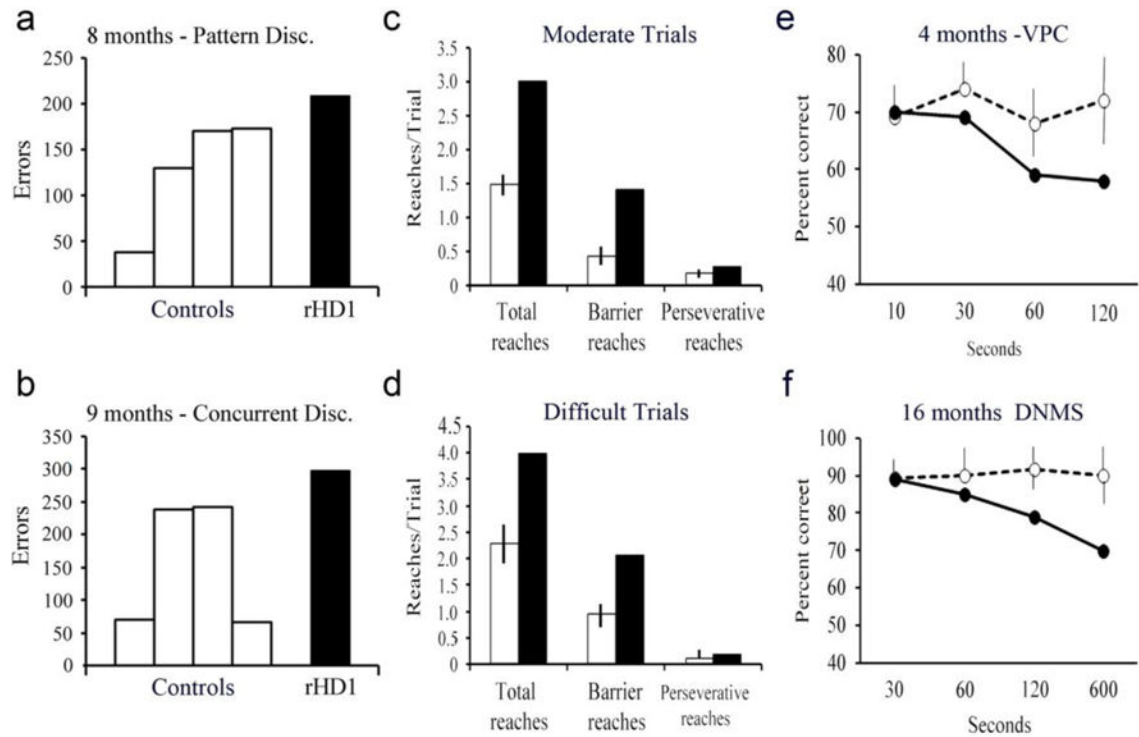 a
8 months - Pattern Disc.
250
200
150
100
50
0
Errors
Controls
rHD1
b
9 months - Concurrent Disc.
350
300
250
200
150
100
50
0
Errors
Controls
rHD1
c
Moderate Trials
3.5
3.0
2.5
2.0
1.5
1.0
0.5
0
Reaches/Trial
Total
reaches
Barrier
reaches
Perseverative
reaches
d
Difficult Trials
4.5
4.0
3.5
3.0
2.5
2.0
1.5
1.0
0.5
0
Reaches/Trial
Total
reaches
Barrier
reaches
Perseverative
reaches
e
4 months -VPC
80
70
60
50
40
Percent correct
10 30 60 120
Seconds
f
16 months DNMS
100
90
80
70
60
50
40
Percent correet
30 60 120 600
Seconds